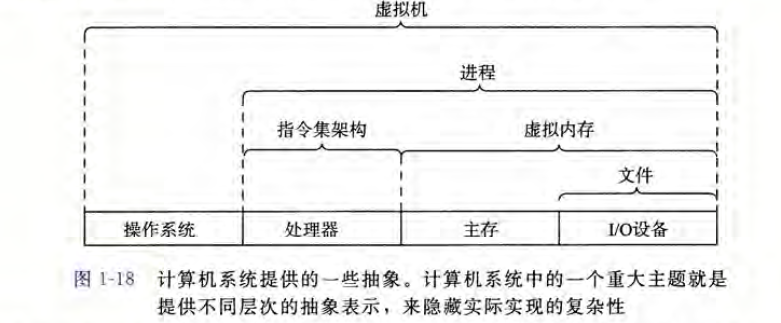 虚拟机
进程
指令集架构 虚拟内存
文件
操作系统 处理器 主存 I/O设备
图 1-18 计算机系统提供的一些抽象。计算机系统中的一个重大主题就是
提供不同层次的抽象表示，来隐藏实际实现的复杂性